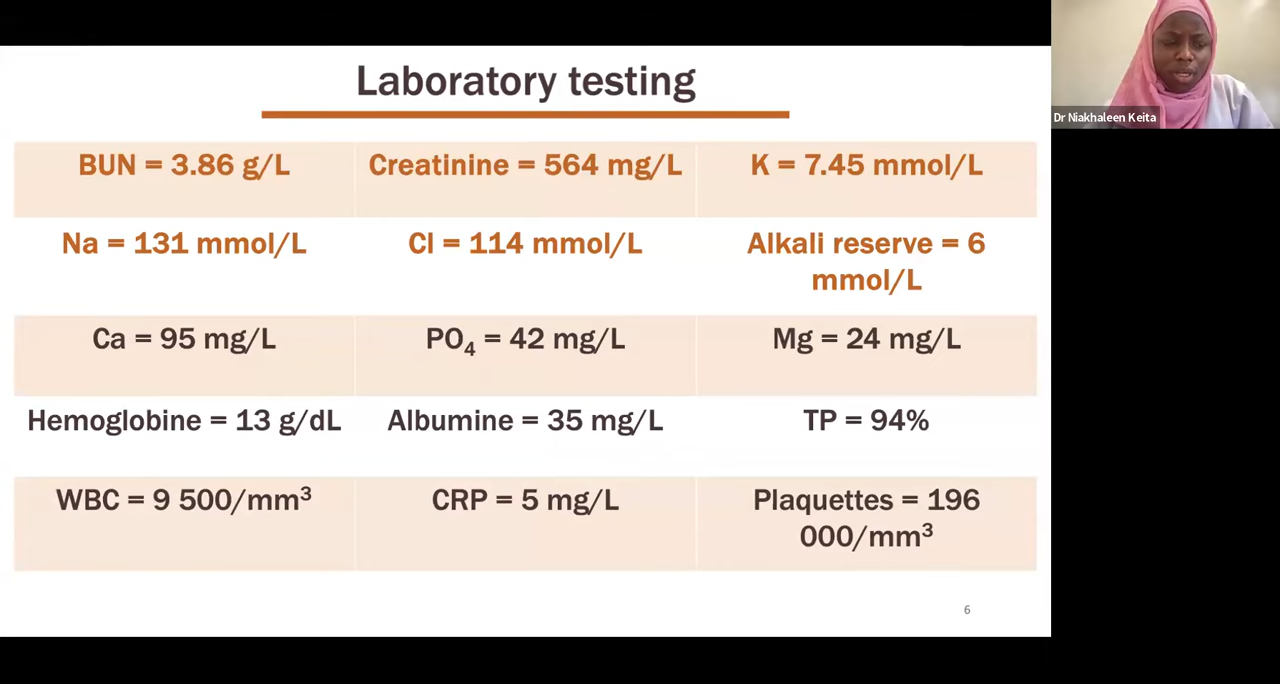 Laboratory testing
Dr Niakhaleen Keita
BUN = 3.86 g/L
Creatinine = 564 mg/L
K = 7.45 mmol/L
Na = 131 mmol/L
Cl = 114 mmol/L
Alkali reserve = 6
mmol/L
Ca = 95 mg/L
PO₄ = 42 mg/L
Mg = 24 mg/L
Hemoglobine = 13 g/dL
Albumine = 35 mg/L
TP = 94%
WBC = 9 500/mm³
CRP = 5 mg/L
Plaquettes = 196
000/mm³
6